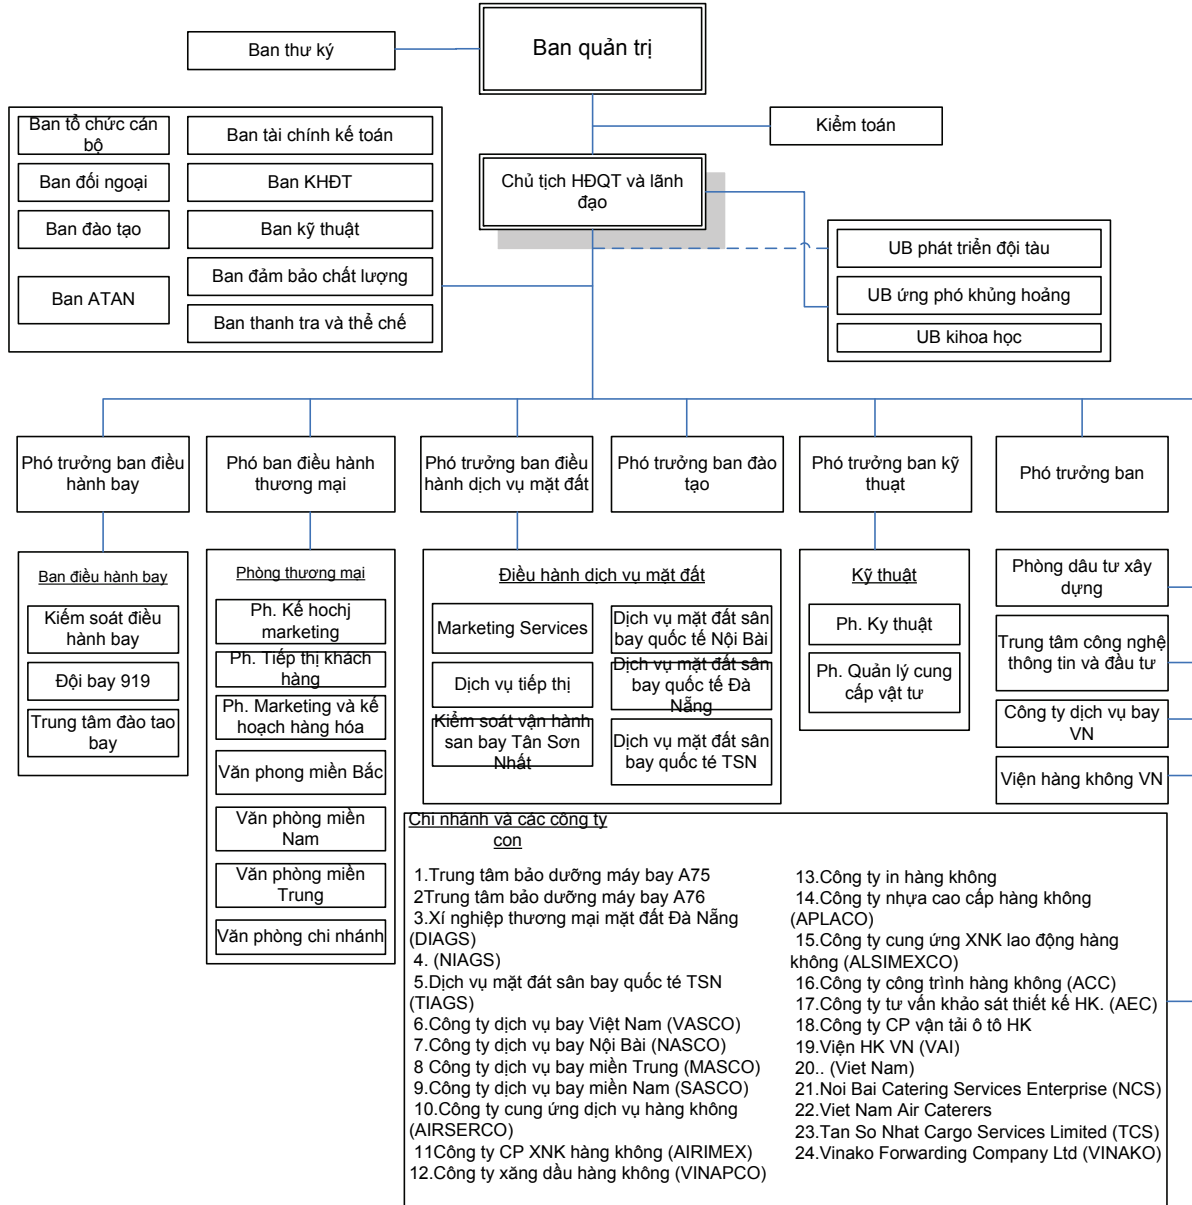 Ban thư ký
Ban quản trị
Kiểm toán
Chủ tịch HĐQT và lãnh
đạo
Ban tổ chức cán
bộ
Ban đối ngoại
Ban đào tạo
Ban ATAN
Ban tài chính kế toán
Ban KHĐT
Ban kỹ thuật
Ban đảm bảo chất lượng
Ban thanh tra và thể chế
UB phát triển đội tàu
UB ứng phó khủng hoảng
UB kihoa học
Phó trưởng ban điều
hành bay
Phó ban điều hành
thương mại
Phó trưởng ban điều
hành dịch vụ mặt đất
Phó trưởng ban đào
tạo
Phó trưởng ban kỹ
thuạt
Phó trưởng ban
Ban điều hành bay
Kiếm soát điều
hành bay
Đội bay 919
Trung tâm đào tao
bay
Phòng thương mại
Ph. Kế hochj
marketing
Ph. Tiếp thị khách
hàng
Ph. Marketing và kế
hoạch hàng hóa
Văn phong miền Bắc
Văn phòng miền
Nam
Văn phòng miền
Trung
Văn phòng chi nhánh
Điều hành dịch vụ mặt đất
Marketing Services
Dịch vụ tiếp thị
Kiểm soát vận hành
san bay Tân Sơn
Nhất
Dịch vụ mặt đất sân
bay quốc tế Nội Bài
Dịch vụ mặt đất sân
bay quốc tế Đà
Nẵng
Dịch vụ mặt đất sân
bay quốc té TSN
Kỹ thuật
Ph. Ky thuật
Ph. Quản lý cung
cấp vật tư
Phòng dâu tư xây
dựng
Trung tâm công nghệ
thông tin và đầu tư
Công ty dịch vụ bay
VN
Viện hàng không VN
Chi nhánh và các công ty
con
1.Trung tâm bảo dưỡng máy bay A75
2Trung tâm bảo dưỡng máy bay A76
3.Xí nghiệp thương mại mặt đất Đà Nẵng
(DIAGS)
4. (NIAGS)
5.Dịch vụ mặt đát sân bay quốc té TSN
(TIAGS)
6.Công ty dịch vụ bay Việt Nam (VASCO)
7.Công ty dịch vụ bay Nội Bài (NASCO)
8 Công ty dịch vụ bay miền Trung (MASCO)
9.Công ty dịch vụ bay miền Nam (SASCO)
10.Công ty cung ứng dịch vụ hàng không
(AIRSERCO)
11Công ty CP XNK hàng không (AIRIMEX)
12.Công ty xăng dầu hàng không (VINAPCO)
13.Công ty in hàng không
14.Công ty nhựa cao cấp hàng không
(APLACO)
15.Công ty cung ứng XNK lao động hàng
không (ALSIMEXCO)
16.Công ty công trình hàng không (ACC)
17.Công ty tư vấn khảo sát thiết kế HK. (AEC)
18.Công ty CP vận tải ô tô HK
19.Viện HK VN (VAI)
20.. (Viet Nam)
21.Noi Bai Catering Services Enterprise (NCS)
22.Viet Nam Air Caterers
23.Tan So Nhat Cargo Services Limited (TCS)
24.Vinako Forwarding Company Ltd (VINAKO)